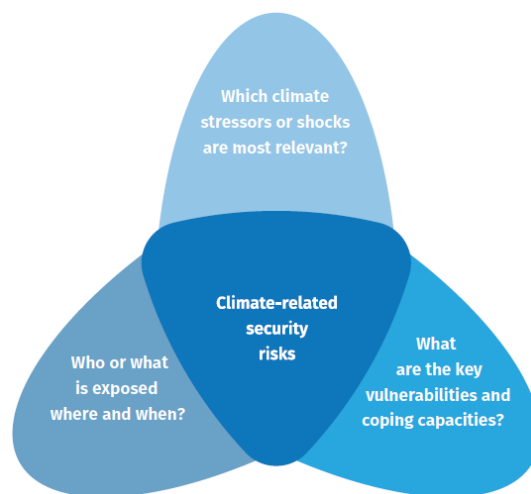 Which climate
stressors or shocks
are most relevant?
Climate-related
security
risks
Who or what
is exposed
where and when?
What
are the key
vulnerabilities and
coping capacities?